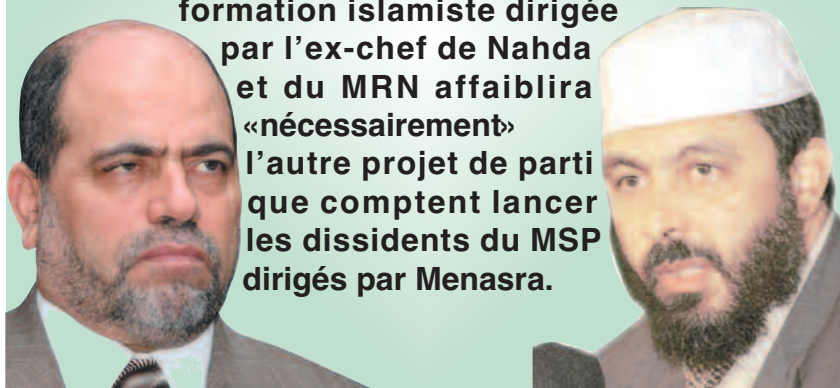 formation islamiste dirigée
par l’ex-chef de Nahda
et du MRN affaiblira
«nécessairement»
l’autre projet de parti
que comptent lancer
les dissidents du MSP
dirigés par Menasra.